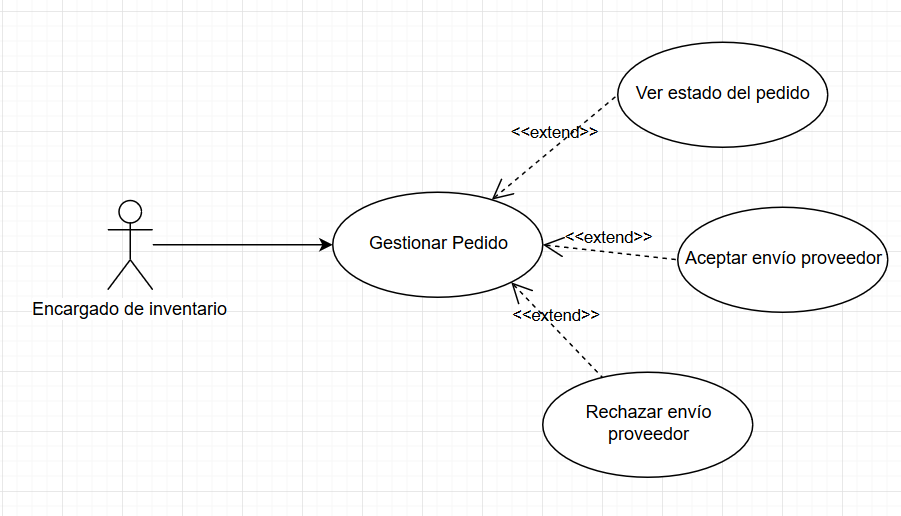 Ver estado del pedido
<<extend>>
Gestionar Pedido
<<extend>>
Aceptar envío proveedor
Encargado de inventario
<<extend>>
Rechazar envío
proveedor